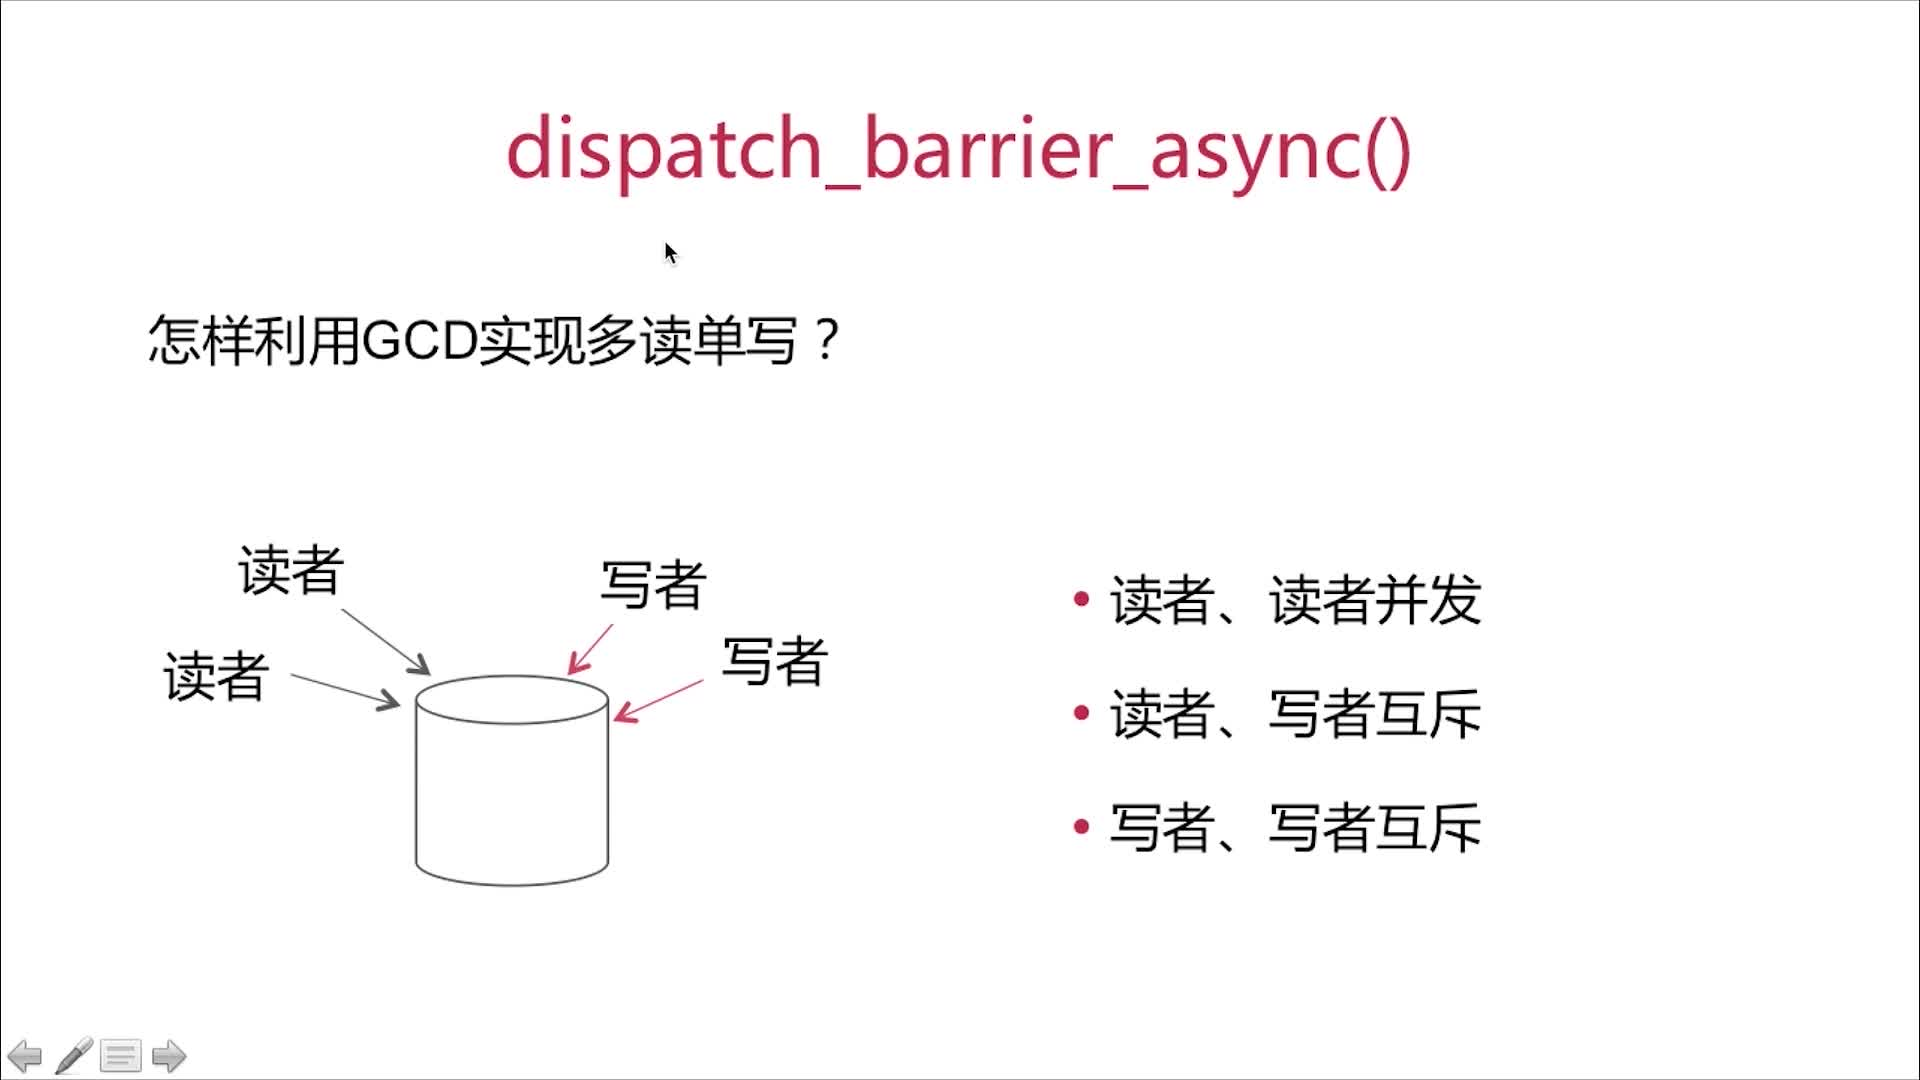 dispatch_barrier_async()
怎样利用GCD实现多读单写？
读者
写者
读者
写者
• 读者、读者并发
• 读者、写者互斥
• 写者、写者互斥